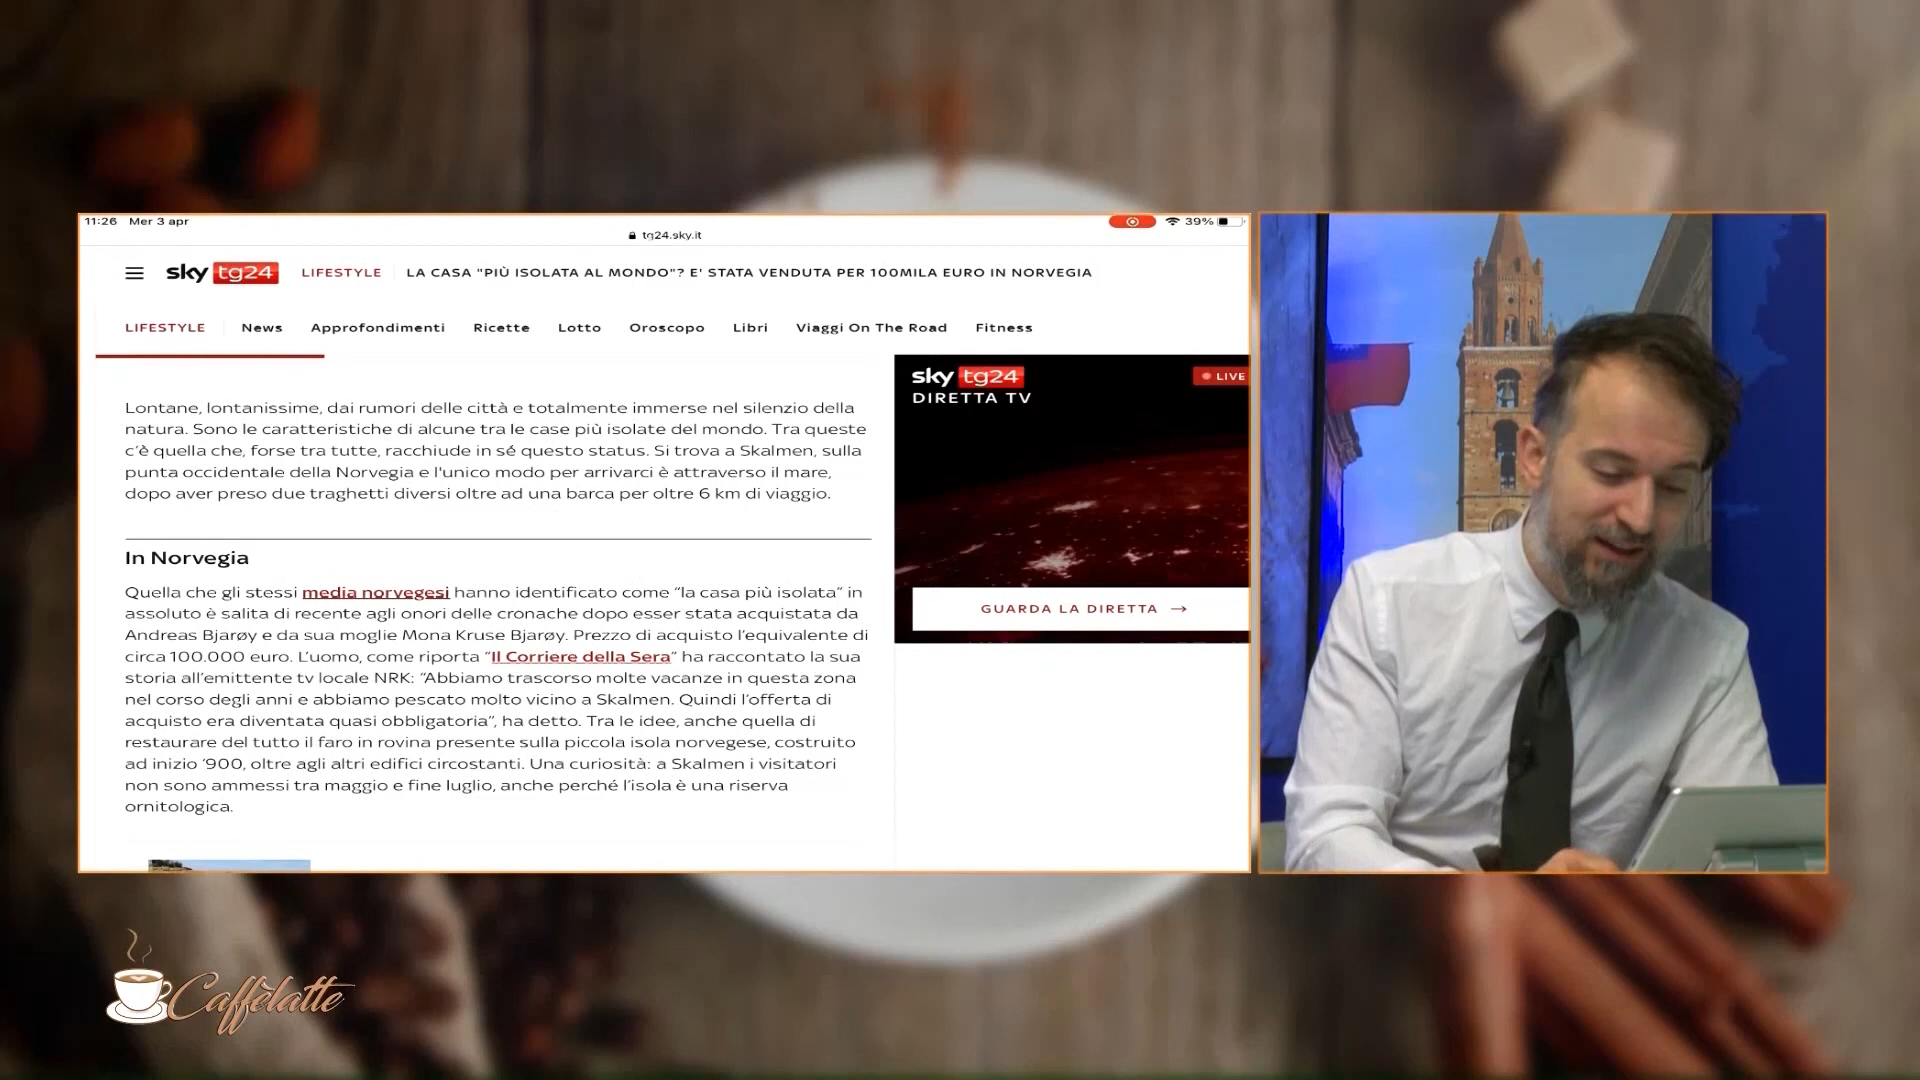 11:26 Mer 3 apr
39%
tg24.sky.it
sky tg24 LIFESTYLE LA CASA "PIÙ ISOLATA AL MONDO"? E' STATA VENDUTA PER 100MILA EURO IN NORVEGIA
LIFESTYLE News Approfondimenti Ricette Lotto Oroscopo Libri Viaggi On The Road Fitness
Lontane, lontanissime, dai rumori delle città e totalmente immerse nel silenzio della
natura. Sono le caratteristiche di alcune tra le case più isolate del mondo. Tra queste
c'è quella che, forse tra tutte, racchiude in sé questo status. Si trova a Skalmen, sulla
punta occidentale della Norvegia e l'unico modo per arrivarci è attraverso il mare,
dopo aver preso due traghetti diversi oltre ad una barca per oltre 6 km di viaggio.
In Norvegia
Quella che gli stessi media norvegesi hanno identificato come “la casa più isolata” in
assoluto è salita di recente agli onori delle cronache dopo esser stata acquistata da
Andreas Bjarøy e da sua moglie Mona Kruse Bjarøy. Prezzo di acquisto l’equivalente di
circa 100.000 euro. L’uomo, come riporta “Il Corriere della Sera” ha raccontato la sua
storia all’emittente tv locale NRK: “Abbiamo trascorso molte vacanze in questa zona
nel corso degli anni e abbiamo pescato molto vicino a Skalmen. Quindi l’offerta di
acquisto era diventata quasi obbligatoria”, ha detto. Tra le idee, anche quella di
restaurare del tutto il faro in rovina presente sulla piccola isola norvegese, costruito
ad inizio ‘900, oltre agli altri edifici circostanti. Una curiosità: a Skalmen i visitatori
non sono ammessi tra maggio e fine luglio, anche perché l’isola è una riserva
ornitologica.
sky tg24 LIVE
DIRETTA TV
GUARDA LA DIRETTA →
Caffèlatte